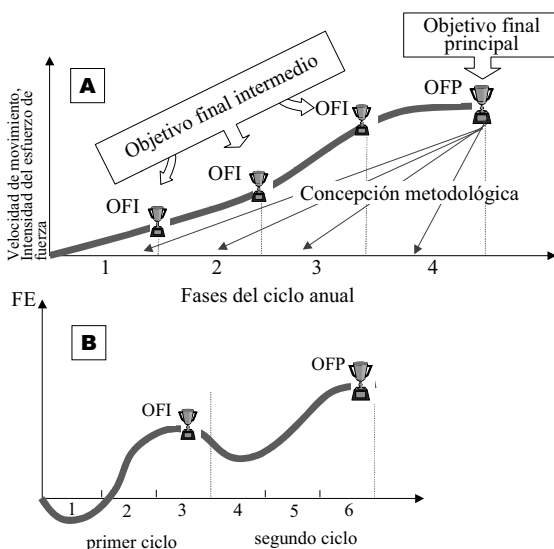 Objetivo final
principal
A
Objetivo final intermedio
OFP
OFI
OFI
OFI
Concepción metodológica
Velocidad de movimiento,
Intensidad del esfuerzo de
fuerza
1 2 3 4
Fases del ciclo anual
FE
B
OFP
OFI
1 2 3 4 5 6
primer ciclo segundo ciclo